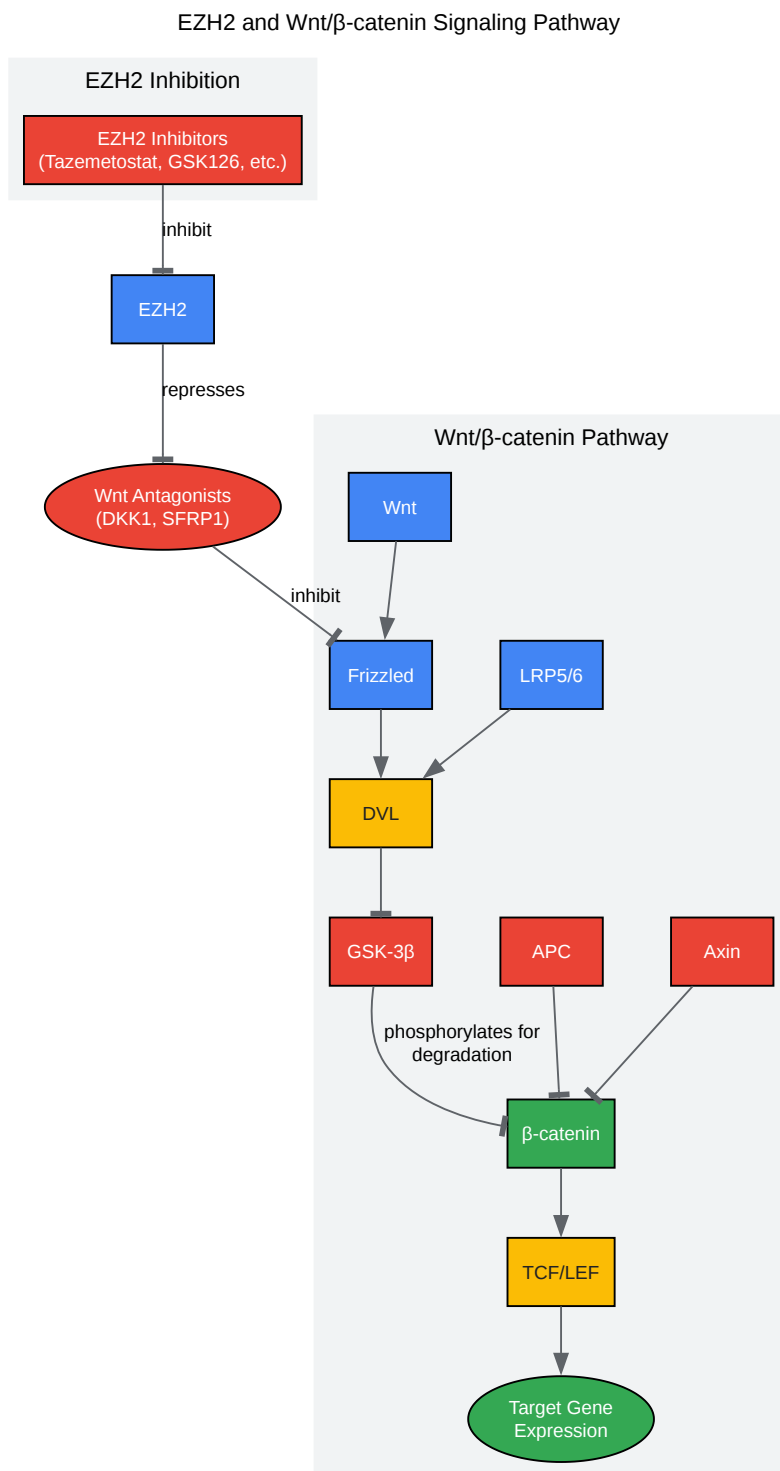 EZH2 and Wnt/β-catenin Signaling Pathway
EZH2 Inhibition
EZH2 Inhibitors
(Tazemetostat, GSK126, etc.)
inhibit
EZH2
represses
Wnt/β-catenin Pathway
Wnt Antagonists
(DKK1, SFRP1)
Wnt
inhibit
Frizzled
LRP5/6
DVL
GSK-3β
APC
Axin
phosphorylates for
degradation
β-catenin
TCF/LEF
Target Gene
Expression